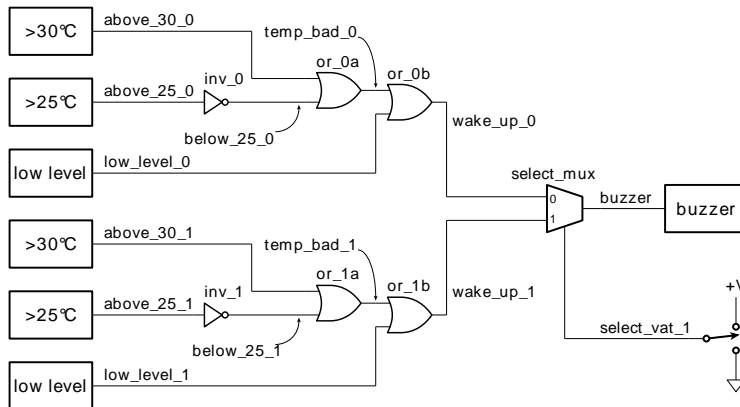 >30°C
above_30_0
temp_bad_0
or_0a
or_0b
>25°C
above_25_0
inv_0
below_25_0
wake_up_0
low level
low_level_0
select_mux
0
1
buzzer
buzzer
>30°C
above_30_1
temp_bad_1
or_1a
or_1b
>25°C
above_25_1
inv_1
below_25_1
wake_up_1
low level
low_level_1
+V
select_vat_1